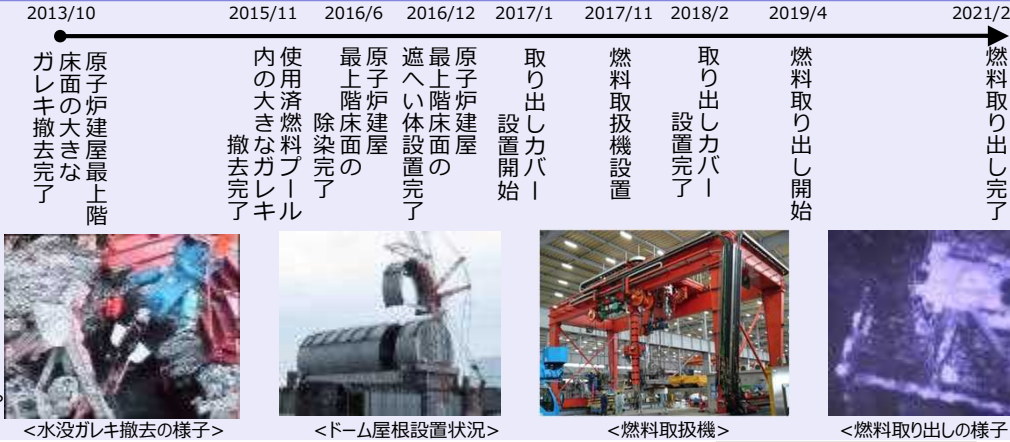 2013/10
2015/11
2016/6
2016/12
2017/1
2017/11
2018/2
2019/4
2021/2
原子炉建屋最上階
床面の大きな
ガレキ撤去完了
使用済燃料プール
内の大きなガレキ
撤去完了
原子炉建屋
最上階床面の
除染完了
原子炉建屋
最上階床面の
遮へい体設置完了
取り出しカバー
設置開始
燃料取扱機設置
取り出しカバー
設置完了
燃料取り出し開始
燃料取り出し完了
<水没ガレキ撤去の様子>
<ドーム屋根設置状況>
<燃料取扱機>
<燃料取り出しの様子